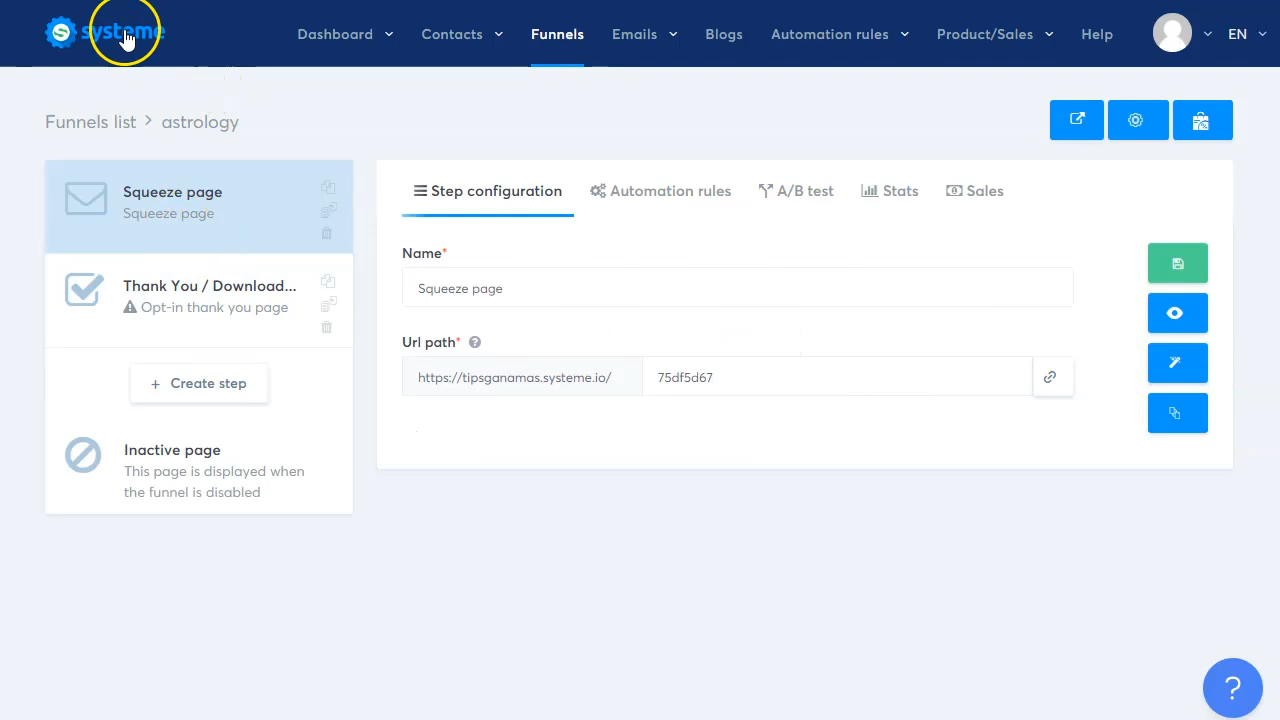 systeme
Dashboard
Contacts
Funnels
Emails
Blogs
Automation rules
Product/Sales
Help
EN
Funnels list > astrology
Squeeze page
Squeeze page
Thank You / Download...
Opt-in thank you page
+ Create step
Inactive page
This page is displayed when
the funnel is disabled
Step configuration
Automation rules
A/B test
Stats
Sales
Name*
Squeeze page
Url path* ?
https://tipsganamas.systeme.io/
75df5d67
?